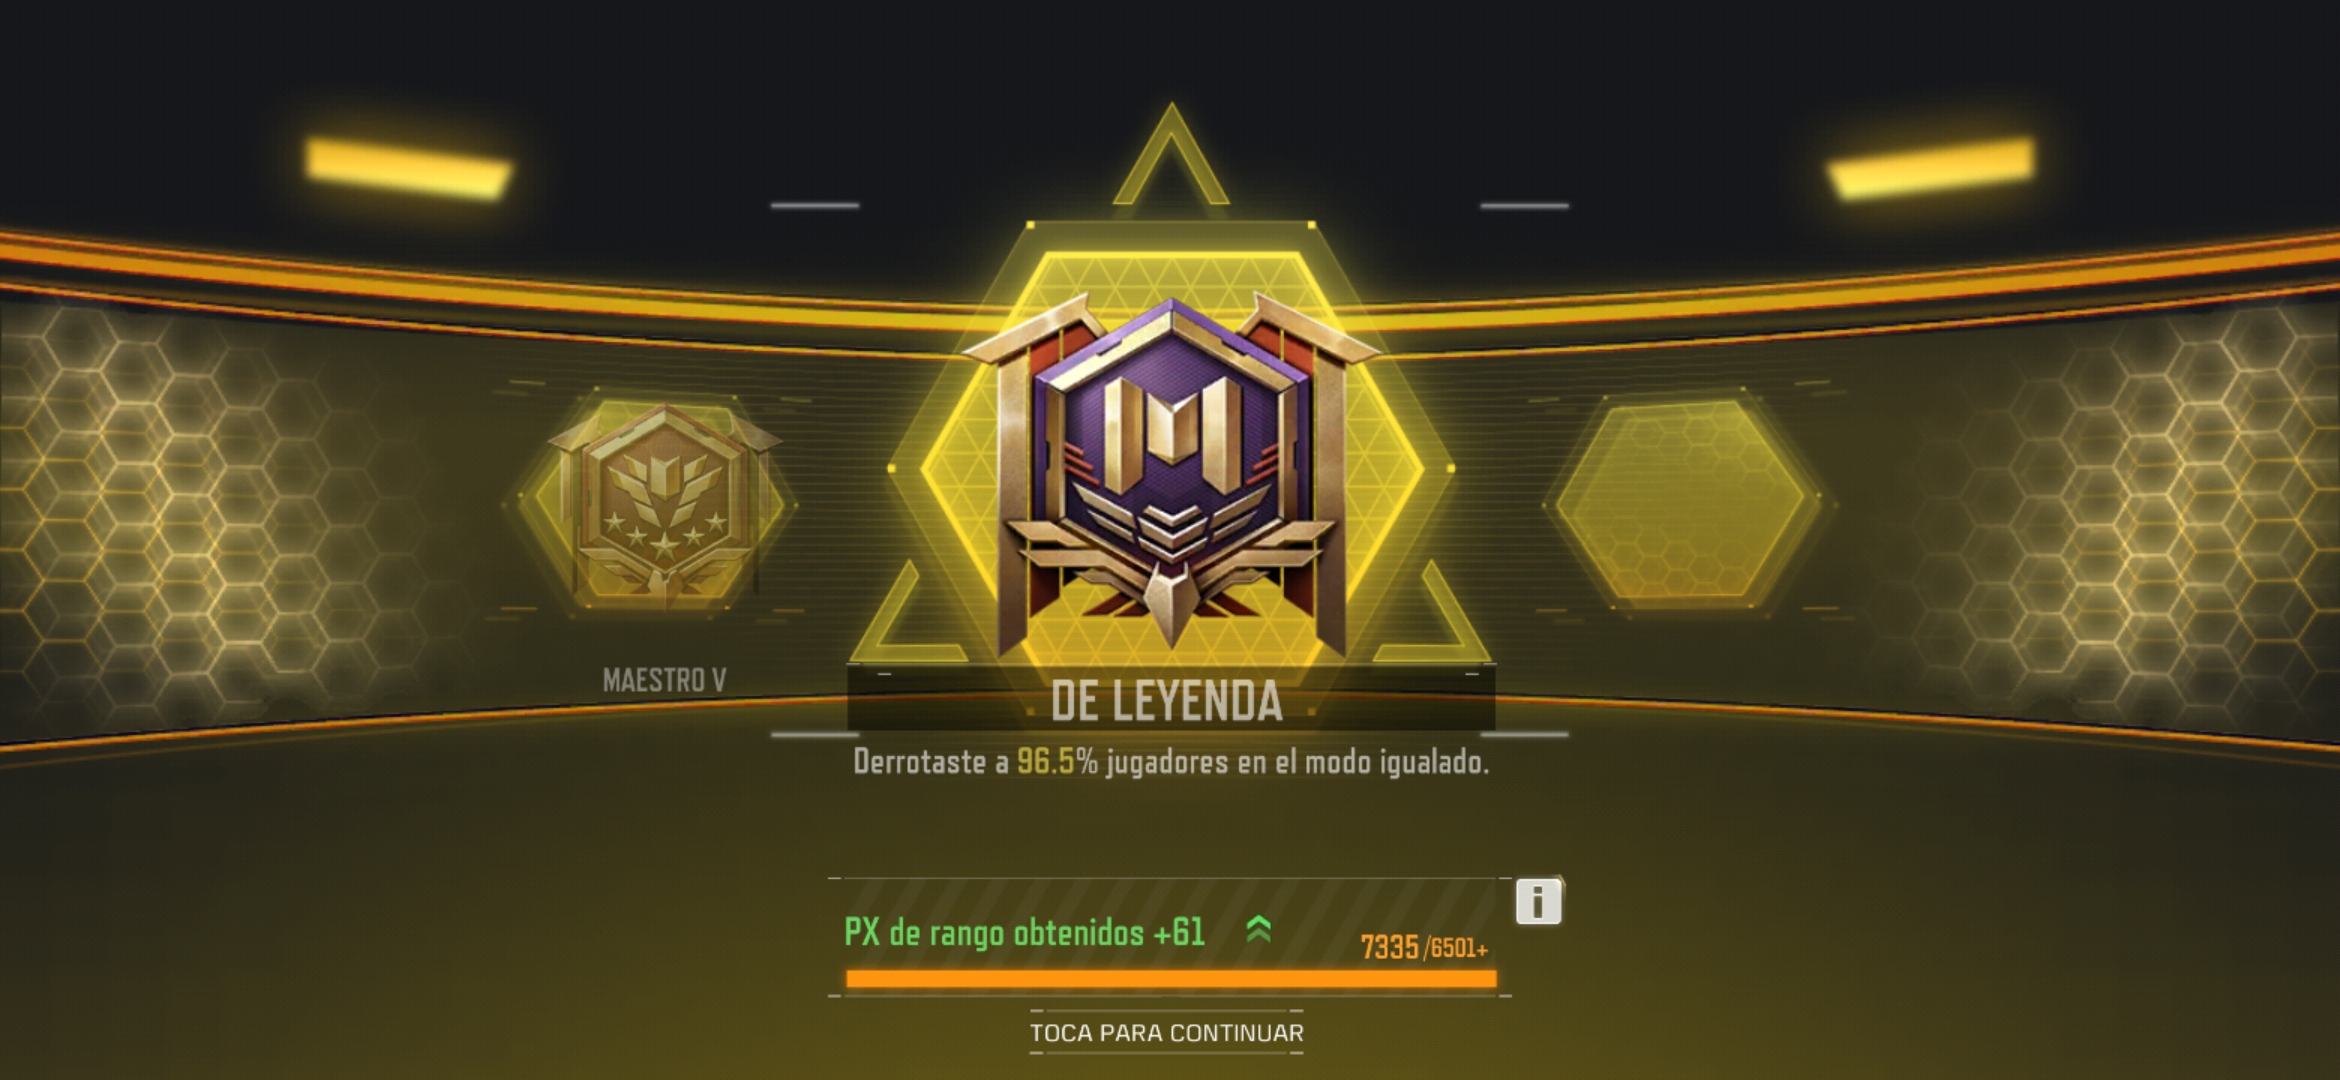 MAESTRO V
DE LEYENDA
Derrotaste a 96.5% jugadores en el modo igualado.
PX de rango obtenidos +61
7335/6501+
TOCA PARA CONTINUAR